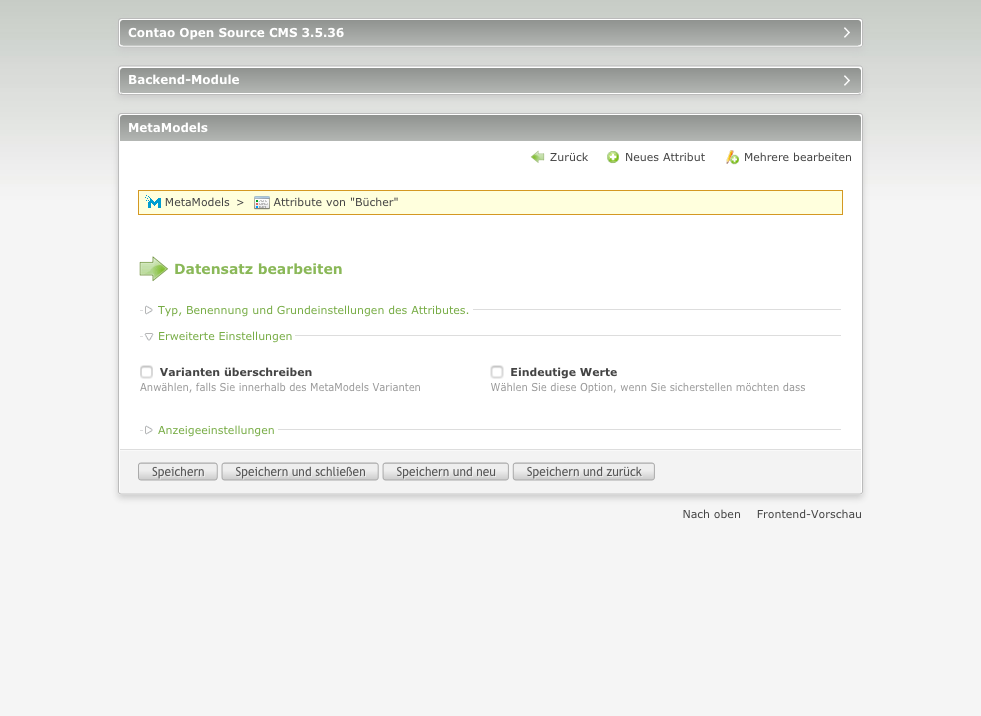 Contao Open Source CMS 3.5.36
Backend-Module
MetaModels
Zurück Neues Attribut Mehrere bearbeiten
MetaModels > Attribute von "Bücher"
Datensatz bearbeiten
Typ, Benennung und Grundeinstellungen des Attributes.
Erweiterte Einstellungen
Varianten überschreiben Eindeutige Werte
Anwählen, falls Sie innerhalb des MetaModels Varianten Wählen Sie diese Option, wenn Sie sicherstellen möchten dass
Anzeigeeinstellungen
Speichern Speichern und schließen Speichern und neu Speichern und zurück
Nach oben Frontend-Vorschau